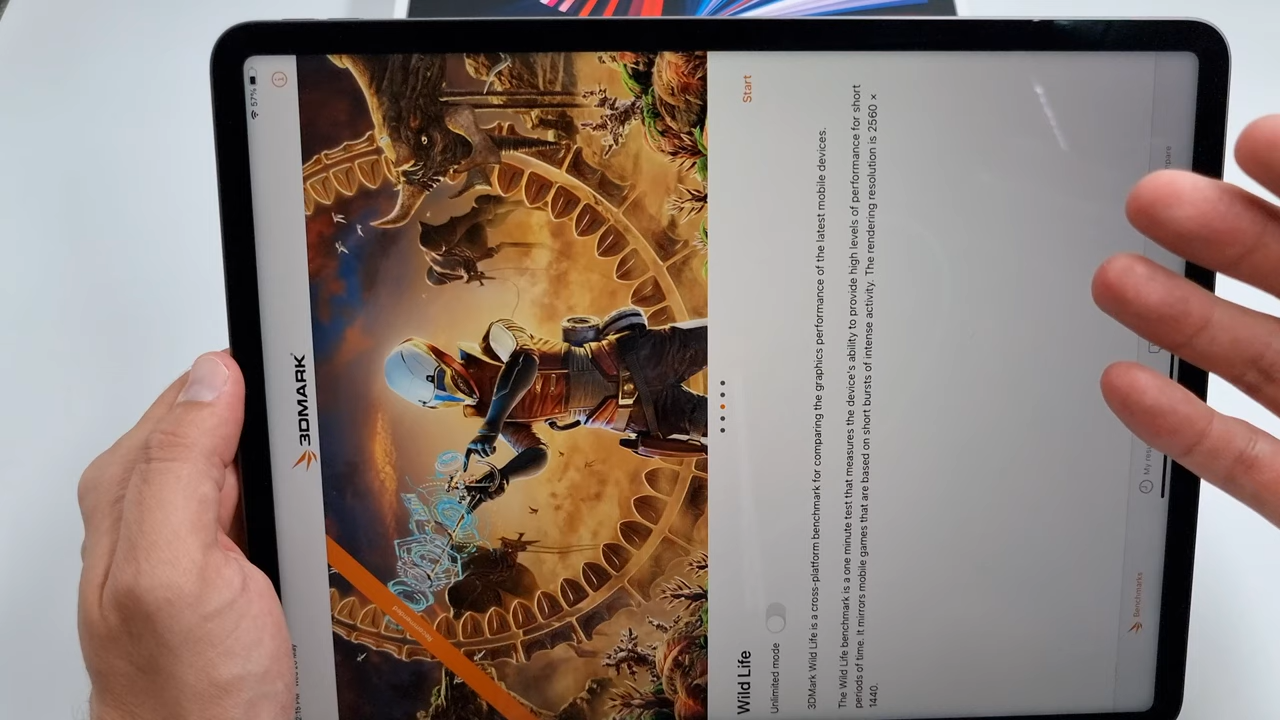 57%
3DMARK
Recommended
Wild Life
Start
Unlimited mode
3DMark Wild Life is a cross-platform benchmark for comparing the graphics performance of the latest mobile devices.
The Wild Life benchmark is a one minute test that measures the device's ability to provide high levels of performance for short
periods of time. It mirrors mobile games that are based on short bursts of intense activity. The rendering resolution is 2560 ×
1440.
Benchmarks
My